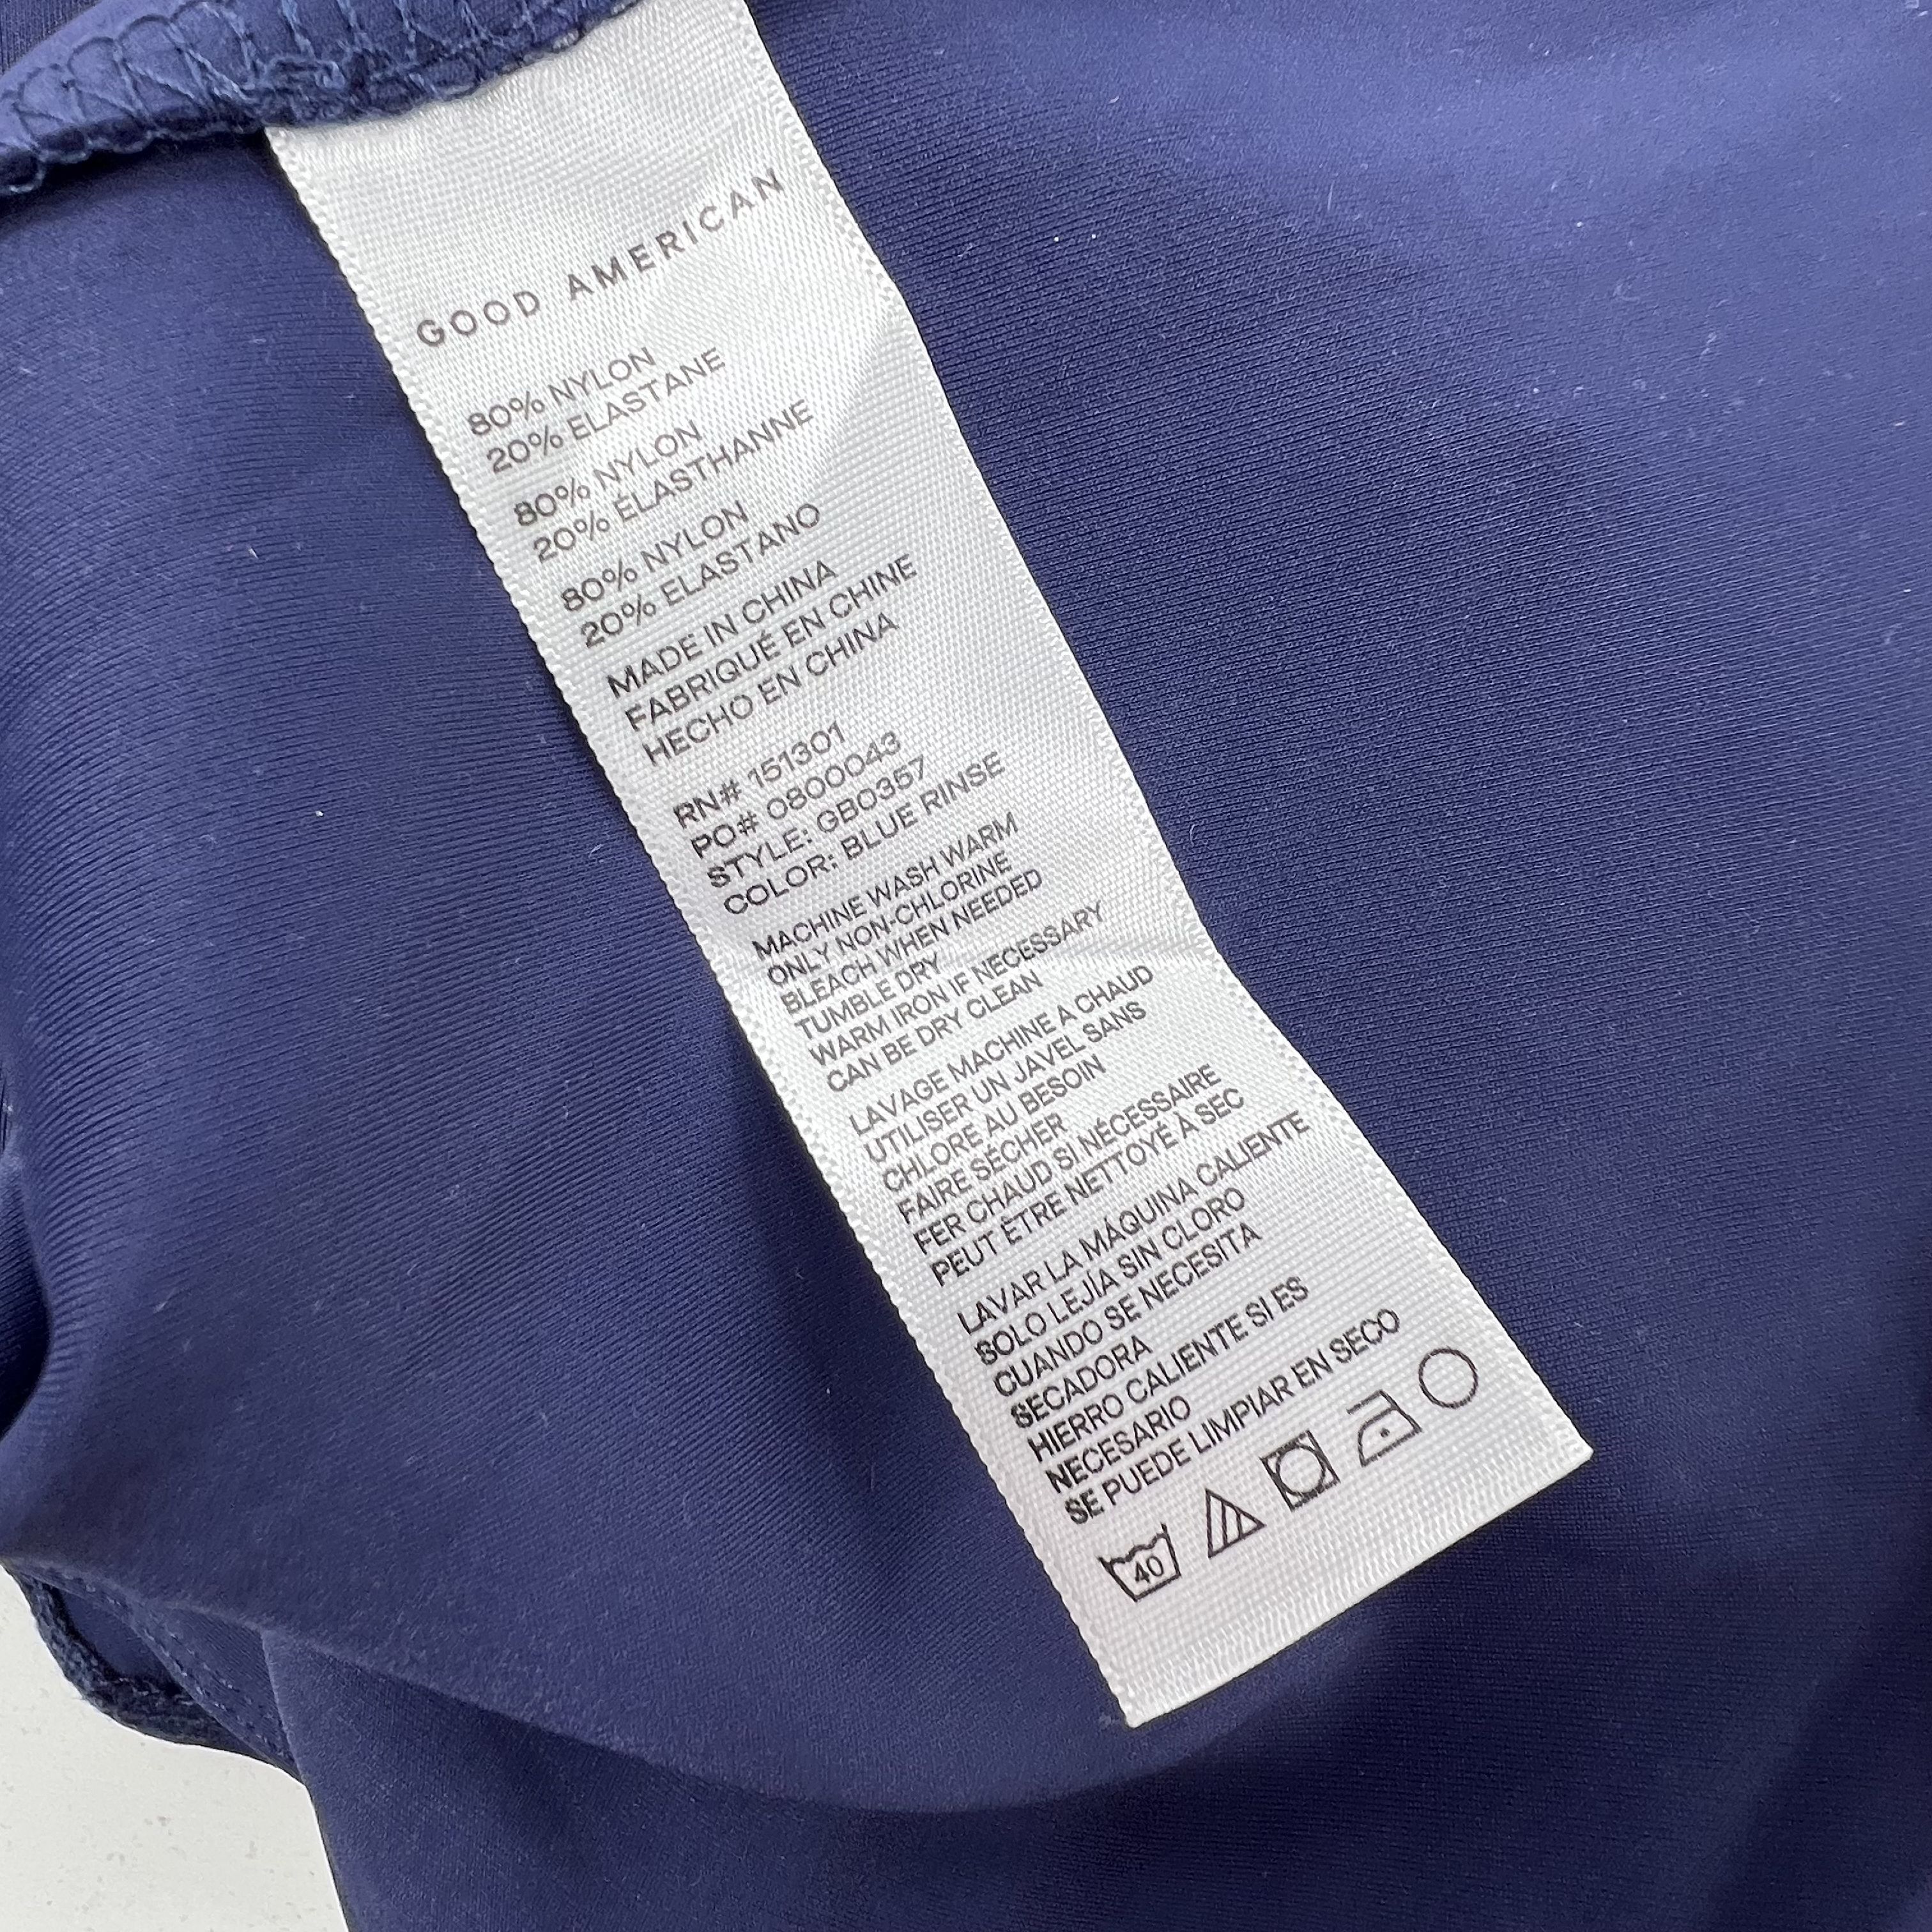 GOOD AMERICAN
80% NYLON
20% ELASTANE
80% NYLON
20% ÉLASTHANNE
80% NYLON
20% ELASTANO
MADE IN CHINA
FABRIQUÉ EN CHINE
HECHO EN CHINA
RN# 151301
PO# 0800043
STYLE: GB0357
COLOR: BLUE RINSE
MACHINE WASH WARM
ONLY NON-CHLORINE
BLEACH WHEN NEEDED
TUMBLE DRY
WARM IRON IF NECESSARY
CAN BE DRY CLEAN
LAVAGE MACHINE A CHAUD
UTILISER UN JAVEL SANS
CHLORE AU BESOIN
FAIRE SÉCHER
FER CHAUD SI NÉCESSAIRE
PEUT ÊTRE NETTOYÉ À SEC
LAVAR LA MÁQUINA CALIENTE
SOLO LEJÍA SIN CLORO
CUANDO SE NECESITA
SECADORA
HIERRO CALIENTE SI ES
NECESARIO
SE PUEDE LIMPIAR EN SECO
40